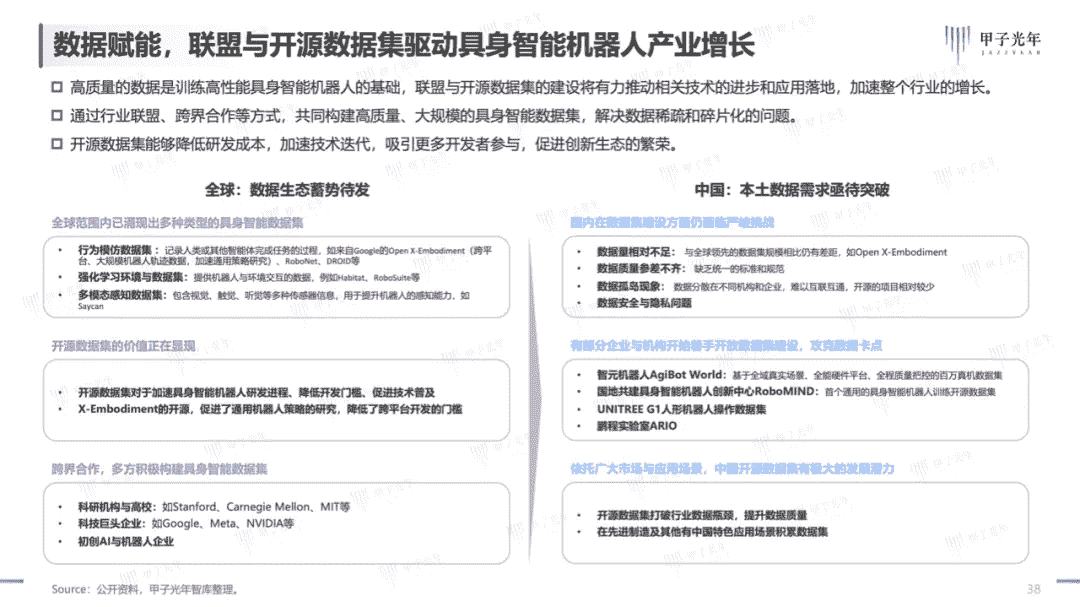 数据赋能，联盟与开源数据集驱动具身智能机器人产业增长
甲子光年
JAZZYEAR
高质量的数据是训练高性能具身智能机器人的基础，联盟与开源数据集的建设将有力推动相关技术的进步和应用落地，加速整个行业的增长。
通过行业联盟、跨界合作等方式，共同构建高质量、大规模的具身智能数据集，解决数据稀疏和碎片化的问题。
开源数据集能够降低研发成本，加速技术迭代，吸引更多开发者参与，促进创新生态的繁荣。
全球：数据生态蓄势待发
全球范围内已涌现出多种类型的具身智能数据集
• 行为模仿数据集：记录人类或其他智能体完成任务的过程，如来自Google的Open X-Embodiment（跨平
台、大规模机器人轨迹数据，加速通用策略研究）、RoboNet、DROID等
• 强化学习环境与数据集：提供机器人与环境交互的数据，例如Habitat、RoboSuite等
• 多模态感知数据集：包含视觉、触觉、听觉等多种传感器信息，用于提升机器人的感知能力，如
Saycan
开源数据集的价值正在显现
• 开源数据集对于加速具身智能机器人研发进程、降低开发门槛、促进技术普及
• X-Embodiment的开源，促进了通用机器人策略的研究，降低了跨平台开发的门槛
跨界合作，多方积极构建具身智能数据集
• 科研机构与高校：如Stanford、Carnegie Mellon、MIT等
• 科技巨头企业：如Google、Meta、NVIDIA等
• 初创AI与机器人企业
中国：本土数据需求亟待突破
国内在数据集建设方面仍面临严峻挑战
• 数据量相对不足：与全球领先的数据集规模相比仍有差距，如Open X-Embodiment
• 数据质量参差不齐：缺乏统一的标准和规范
• 数据孤岛现象：数据分散在不同机构和企业，难以互联互通，开源的项目相对较少
• 数据安全与隐私问题
有部分企业与机构开始着手开放数据集建设，攻克数据卡点
• 智元机器人AgiBot World：基于全域真实场景、全能硬件平台、全程质量把控的百万真机数据集
• 国地共建具身智能机器人创新中心RoboMIND：首个通用的具身智能机器人训练开源数据集
• UNITREE G1人形机器人操作数据集
• 鹏程实验室ARIO
依托广大市场与应用场景，中国开源数据集有极大的发展潜力
• 开源数据集打破行业数据瓶颈，提升数据质量
• 在先进制造及其他有中国特色应用场景积累数据集
Source：公开资料，甲子光年智库整理。
38